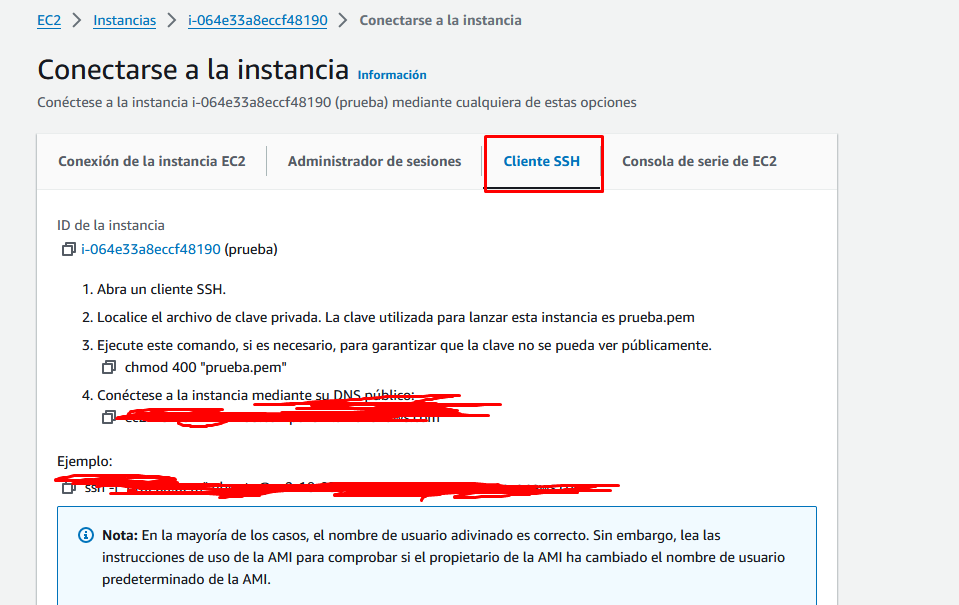 EC2 > Instancias > i-064e33a8eccf48190 > Conectarse a la instancia
Conectarse a la instancia Información
Conéctese a la instancia i-064e33a8eccf48190 (prueba) mediante cualquiera de estas opciones
Conexión de la instancia EC2 Administrador de sesiones Cliente SSH Consola de serie de EC2
ID de la instancia
i-064e33a8eccf48190 (prueba)
1. Abra un cliente SSH.
2. Localice el archivo de clave privada. La clave utilizada para lanzar esta instancia es prueba.pem
3. Ejecute este comando, si es necesario, para garantizar que la clave no se pueda ver públicamente.
chmod 400 "prueba.pem"
4. Conéctese a la instancia mediante su DNS público:
Ejemplo:
ssh -i
Nota: En la mayoría de los casos, el nombre de usuario adivinado es correcto. Sin embargo, lea las
instrucciones de uso de la AMI para comprobar si el propietario de la AMI ha cambiado el nombre de usuario
predeterminado de la AMI.